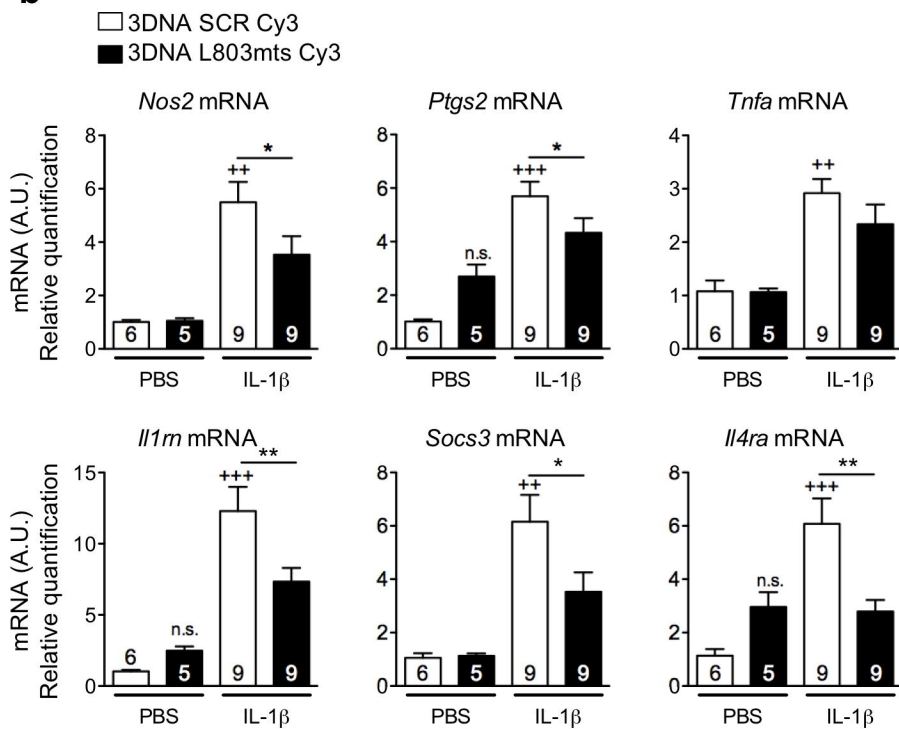 b
3DNA SCR Cy3
3DNA L803mts Cy3
Nos2 mRNA
Ptgs2 mRNA
Tnfa mRNA
mRNA (A.U.)
Relative quantification
8
6
4
2
0
++
*
6
5
9
9
PBS
IL-1β
8
6
4
2
0
n.s.
+++
*
6
5
9
9
PBS
IL-1β
4
3
2
1
0
++
6
5
9
9
PBS
IL-1β
Il1rn mRNA
Socs3 mRNA
Il4ra mRNA
mRNA (A.U.)
Relative quantification
15
10
5
0
n.s.
+++
**
6
5
9
9
PBS
IL-1β
8
6
4
2
0
++
*
6
5
9
9
PBS
IL-1β
8
6
4
2
0
n.s.
+++
**
6
5
9
9
PBS
IL-1β